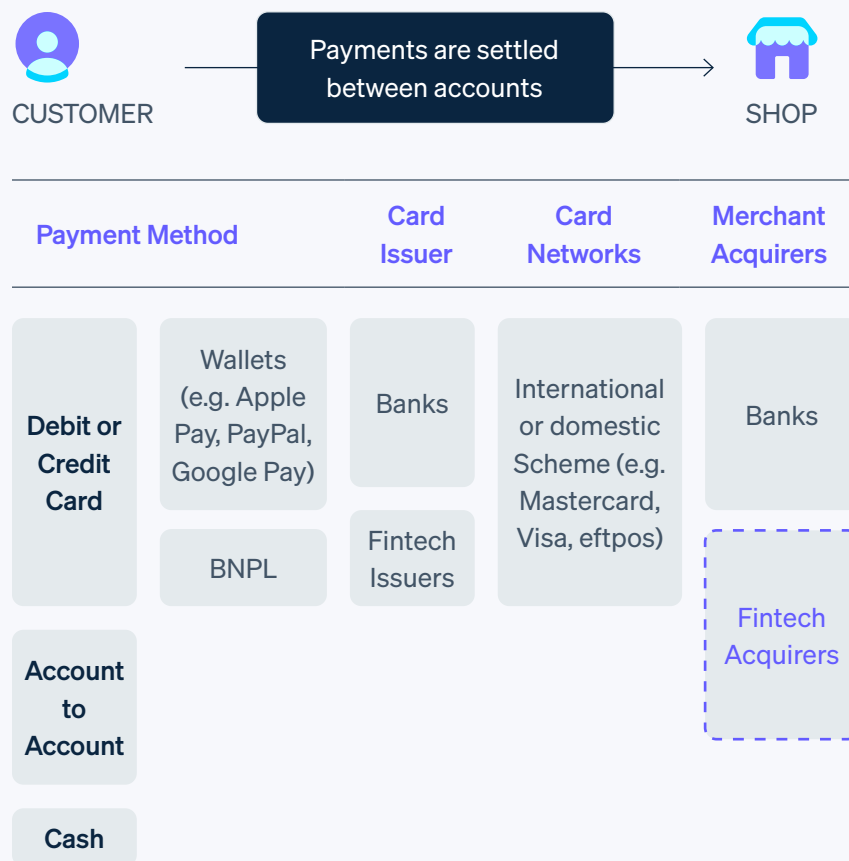 Payments are settled
between accounts
CUSTOMER
SHOP
Payment Method
Card
Issuer
Card
Networks
Merchant
Acquirers
Debit or
Credit
Card
Wallets
(e.g. Apple
Pay, PayPal,
Google Pay)
BNPL
Banks
Fintech
Issuers
International
or domestic
Scheme (e.g.
Mastercard,
Visa, eftpos)
Banks
Fintech
Acquirers
Account
to
Account
Cash